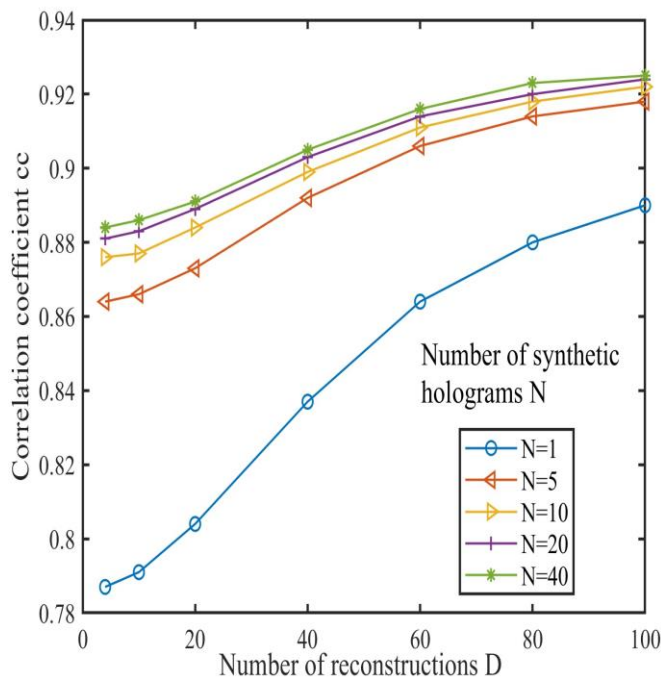 0.94
0.92
0.9
0.88
0.86
0.84
0.82
0.8
0.78
Correlation coefficient cc
0
20
40
60
80
100
Number of reconstructions D
Number of synthetic
holograms N
N=1
N=5
N=10
N=20
N=40